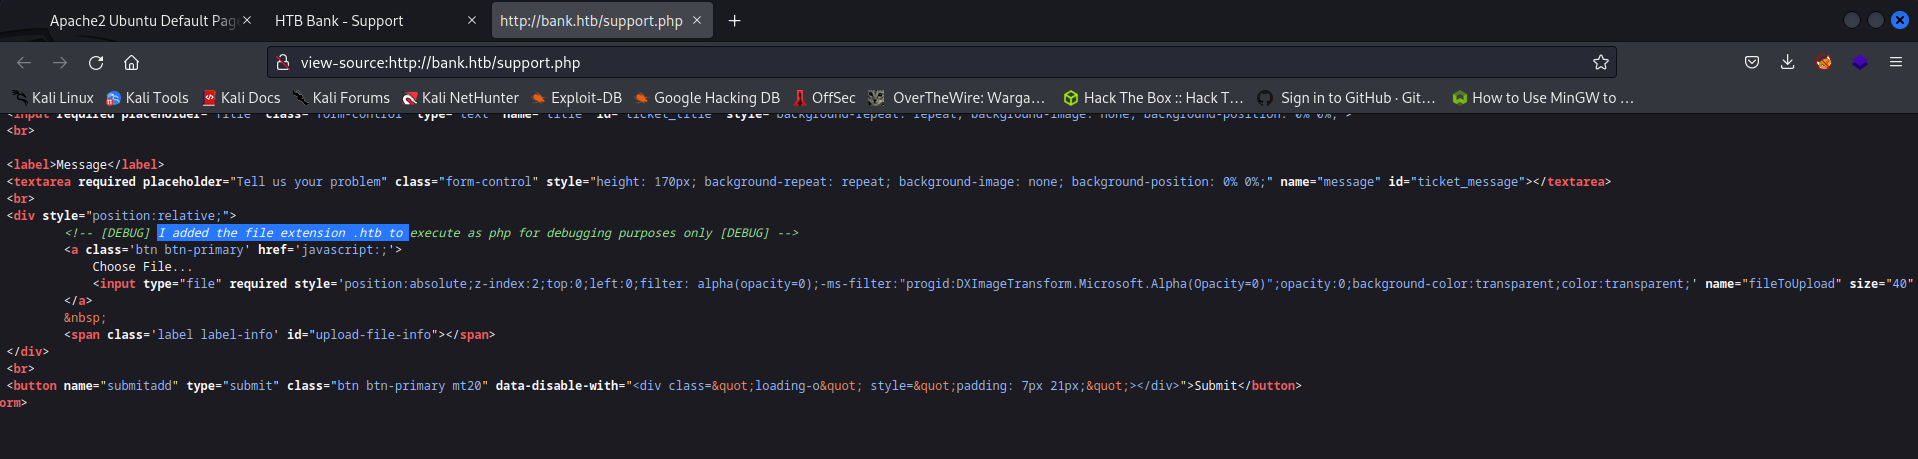 Apache2 Ubuntu Default Pag
HTB Bank - Support
http://bank.htb/support.php
view-source:http://bank.htb/support.php
Kali Linux
Kali Tools
Kali Docs
Kali Forums
Kali NetHunter
Exploit-DB
Google Hacking DB
OffSec
OverTheWire: Warga…
Hack The Box :: Hack T…
Sign in to GitHub · Git…
How to Use MinGW to …
<input required placeholder="Title" class="form-control" type="text" name="title" id="ticket_title" style="background-repeat: repeat; background-image: none; background-position: 0% 0%;">
<br>
<label>Message</label>
<textarea required placeholder="Tell us your problem" class="form-control" style="height: 170px; background-repeat: repeat; background-image: none; background-position: 0% 0%;" name="message" id="ticket_message"></textarea>
<br>
<div style="position:relative;">
<!-- [DEBUG] I added the file extension .htb to execute as php for debugging purposes only [DEBUG] -->
<a class='btn btn-primary' href='javascript:;'>
Choose File...
<input type="file" required style='position:absolute;z-index:2;top:0;left:0;filter: alpha(opacity=0);-ms-filter:"progid:DXImageTransform.Microsoft.Alpha(Opacity=0)";opacity:0;background-color:transparent;color:transparent;' name="fileToUpload" size="40"
</a>
&nbsp;
<span class='label label-info' id="upload-file-info"></span>
</div>
<br>
<button name="submitadd" type="submit" class="btn btn-primary mt20" data-disable-with="<div class=&quot;loading-o&quot; style=&quot;padding: 7px 21px;&quot;></div>">Submit</button>
orm>